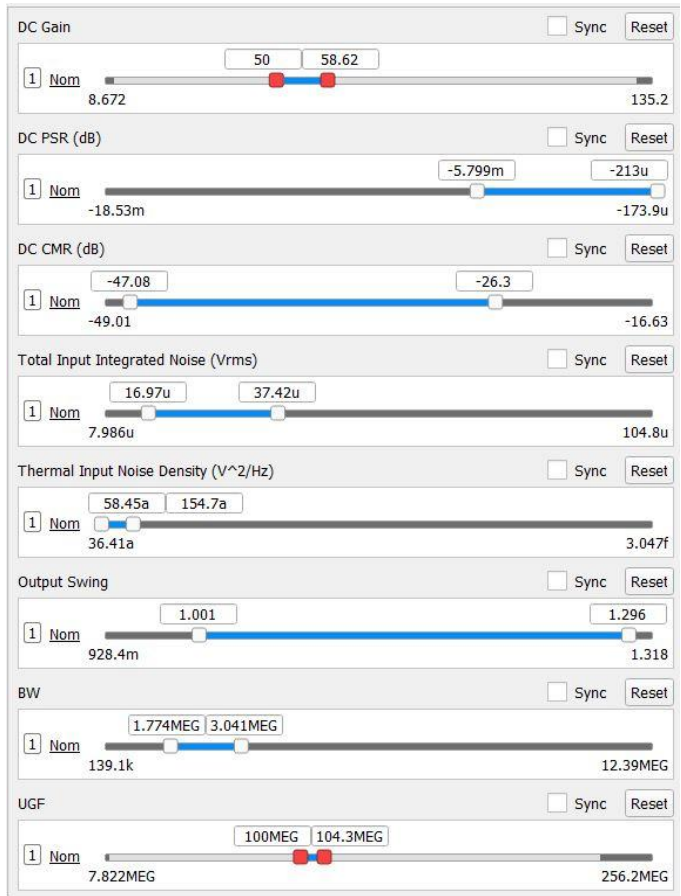 DC Gain Sync Reset
50 58.62
1 Nom
8.672 135.2
DC PSR (dB) Sync Reset
-5.799m -213u
1 Nom
-18.53m -173.9u
DC CMR (dB) Sync Reset
-47.08 -26.3
1 Nom
-49.01 -16.63
Total Input Integrated Noise (Vrms) Sync Reset
16.97u 37.42u
1 Nom
7.986u 104.8u
Thermal Input Noise Density (V^2/Hz) Sync Reset
58.45a 154.7a
1 Nom
36.41a 3.047f
Output Swing Sync Reset
1.001 1.296
1 Nom
928.4m 1.318
BW Sync Reset
1.774MEG 3.041MEG
1 Nom
139.1k 12.39MEG
UGF Sync Reset
100MEG 104.3MEG
1 Nom
7.822MEG 256.2MEG